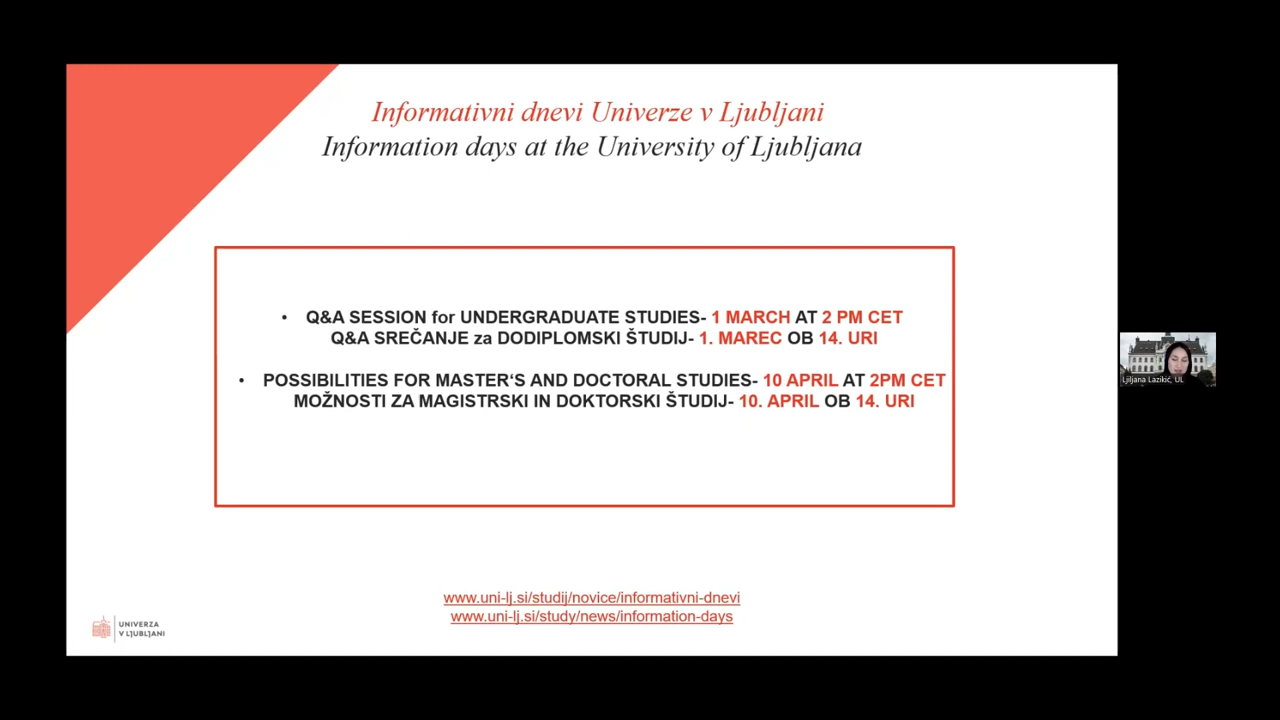 Informativni dnevi Univerze v Ljubljani
Information days at the University of Ljubljana
• Q&A SESSION for UNDERGRADUATE STUDIES- 1 MARCH AT 2 PM CET
Q&A SREČANJE za DODIPLOMSKI ŠTUDIJ- 1. MAREC OB 14. URI
• POSSIBILITIES FOR MASTER‘S AND DOCTORAL STUDIES- 10 APRIL AT 2PM CET
MOŽNOSTI ZA MAGISTRSKI IN DOKTORSKI ŠTUDIJ- 10. APRIL OB 14. URI
www.uni-lj.si/studij/novice/informativni-dnevi
www.uni-lj.si/study/news/information-days
UNIVERZA
V LJUBLJANI
Ljiljana Lazikić, UL